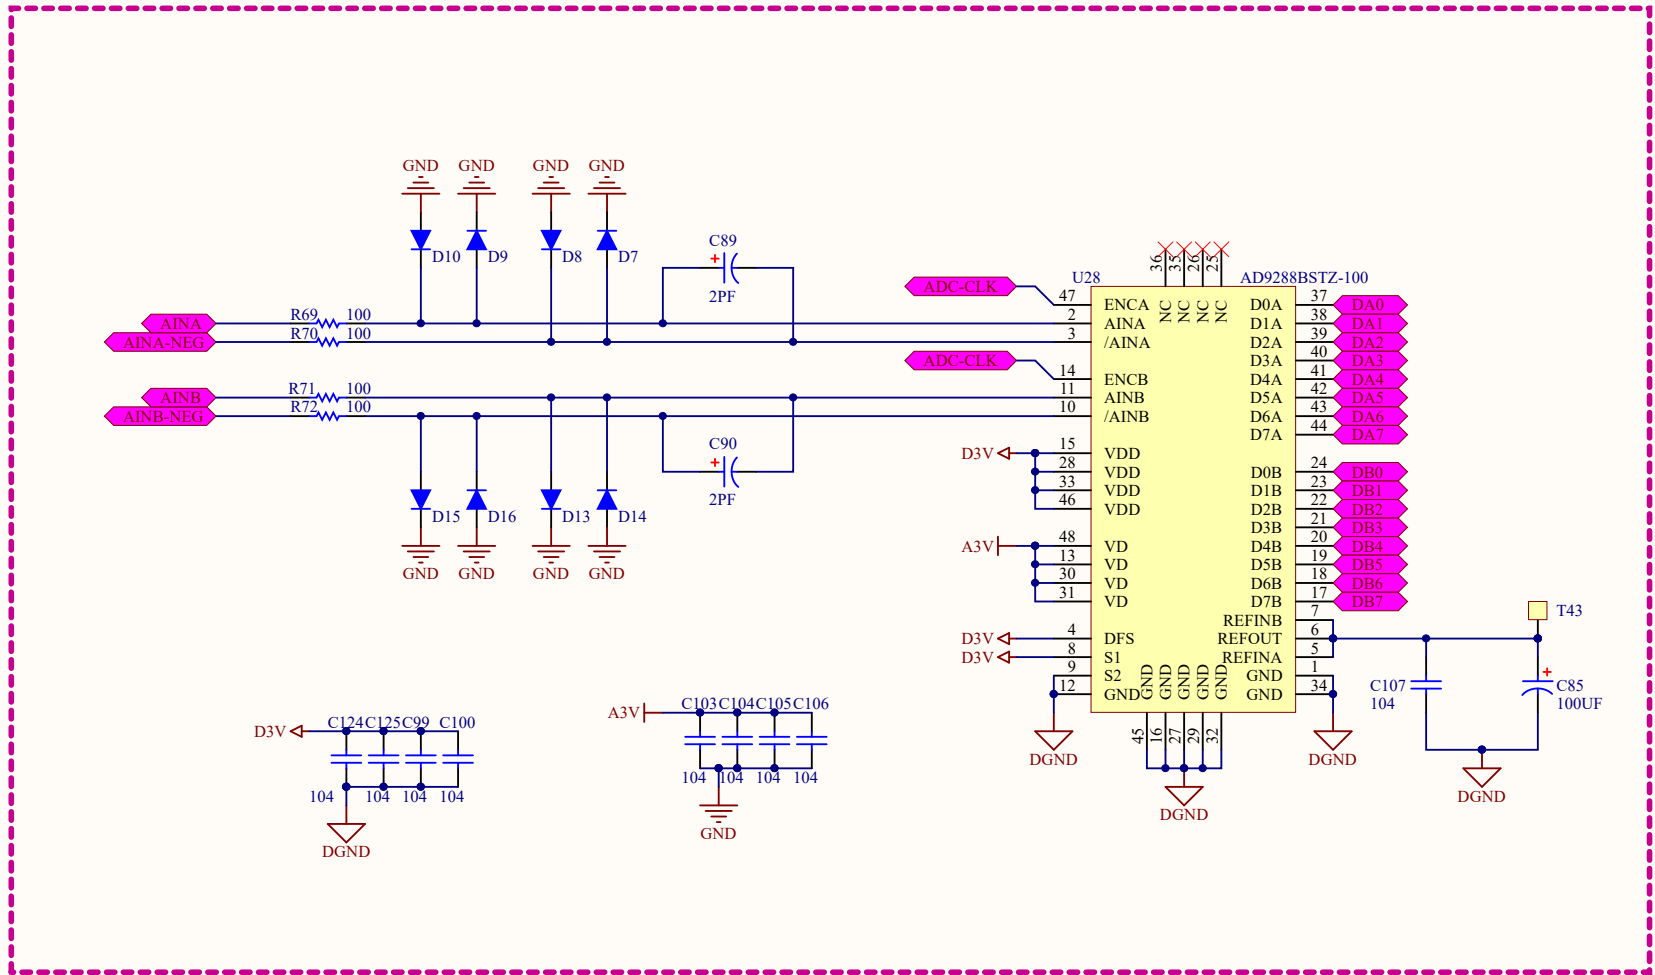 GND GND GND GND
D10 D9 D8 D7
C89
+
2PF
AINA R69 100
AINA-NEG R70 100
AINB R71 100
AINB-NEG R72 100
C90
+
2PF
D15 D16 D13 D14
GND GND GND GND
U28 AD9288BSTZ-100
36 35 26 25
NC NC NC NC
ADC-CLK 47 ENCA
2 AINA
3 /AINA
ADC-CLK 14 ENCB
11 AINB
10 /AINB
D3V 15 VDD
28 VDD
33 VDD
46 VDD
A3V 48 VD
13 VD
30 VD
31 VD
D3V 4 DFS
D3V 8 S1
9 S2
12 GND
DGND
D0A 37 DA0
D1A 38 DA1
D2A 39 DA2
D3A 40 DA3
D4A 41 DA4
D5A 42 DA5
D6A 43 DA6
D7A 44 DA7
D0B 24 DB0
D1B 23 DB1
D2B 22 DB2
D3B 21 DB3
D4B 20 DB4
D5B 19 DB5
D6B 18 DB6
D7B 17 DB7
REFINB 7
REFOUT 6
REFINA 5
GND 1
GND 34
DGND
GND GND GND GND GND
45 16 27 29 32
DGND
T43
C107
104
+
C85
100UF
DGND
D3V C124 C125 C99 C100
104 104 104 104
DGND
A3V C103 C104 C105 C106
104 104 104 104
GND